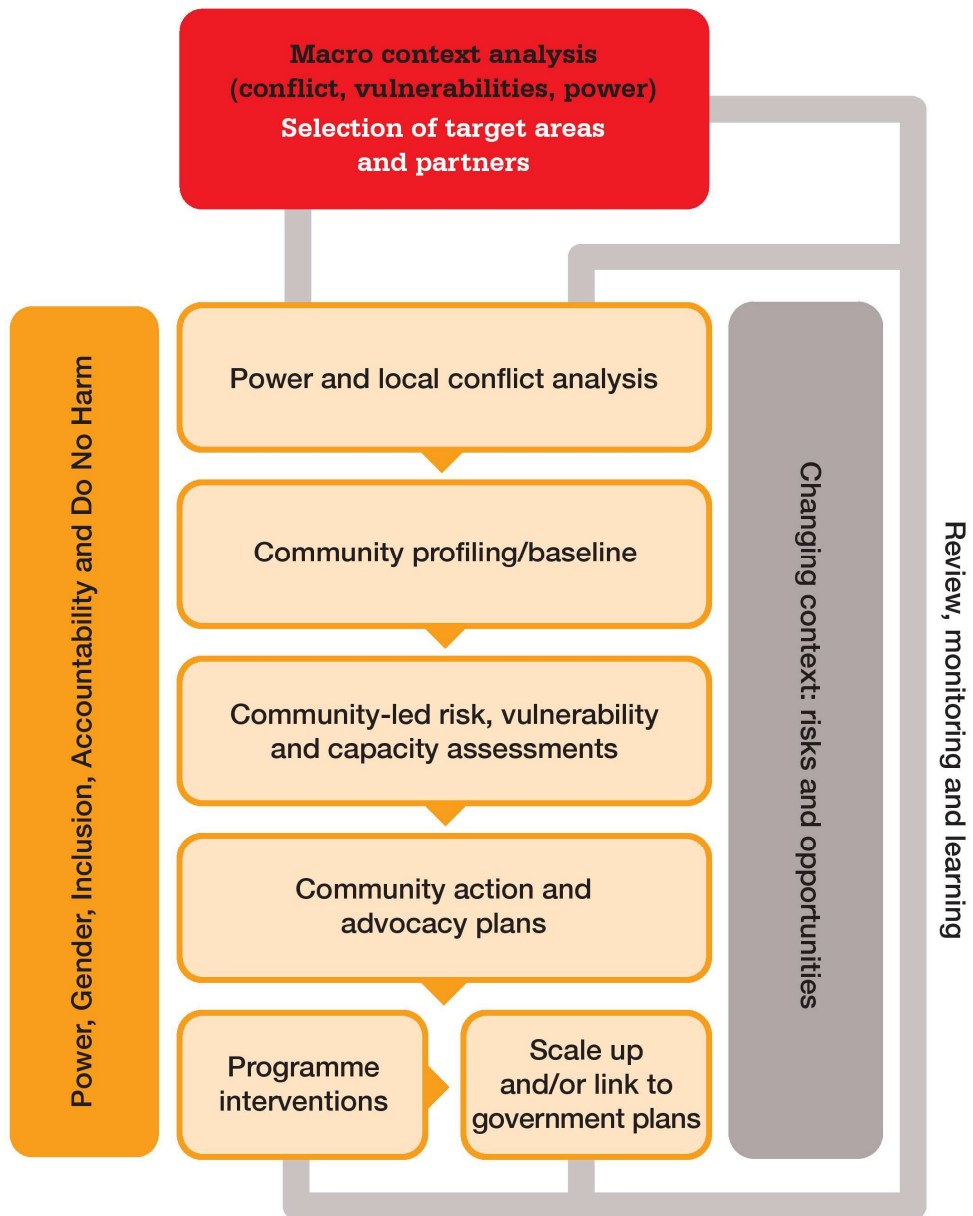 Macro context analysis
(conflict, vulnerabilities, power)
Selection of target areas
and partners
Power, Gender, Inclusion, Accountability and Do No Harm
Power and local conflict analysis
Community profiling/baseline
Community-led risk, vulnerability
and capacity assessments
Community action and
advocacy plans
Programme
interventions
Scale up
and/or link to
government plans
Changing context: risks and opportunities
Review, monitoring and learning